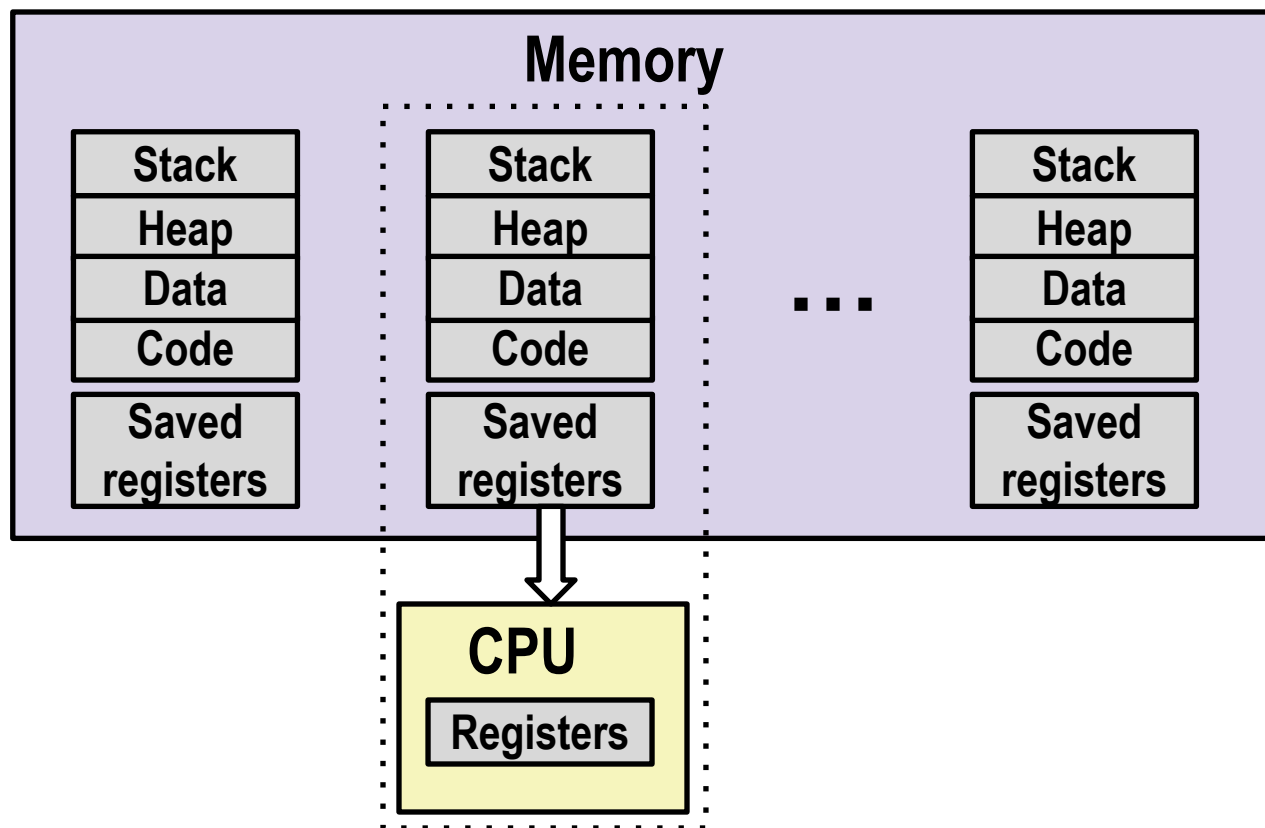 Memory
Stack
Heap
Data
Code
Saved
registers
Stack
Heap
Data
Code
Saved
registers
...
Stack
Heap
Data
Code
Saved
registers
CPU
Registers